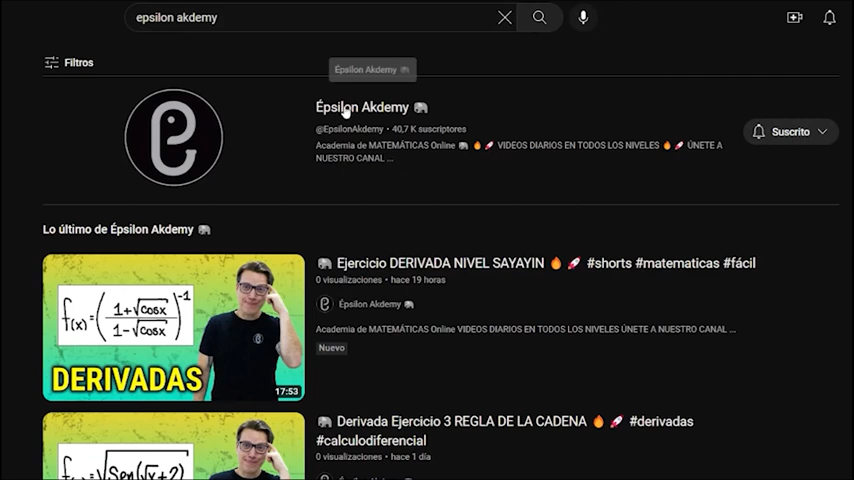 epsilon akdemy
Filtros
Épsilon Akdemy 🐘
Épsilon Akdemy 🐘
@EpsilonAkdemy • 40,7 K suscriptores
Academia de MATEMÁTICAS Online 🐘 🔥 🚀 VIDEOS DIARIOS EN TODOS LOS NIVELES 🔥 🚀 ÚNETE A
NUESTRO CANAL ...
Suscrito
Lo último de Épsilon Akdemy 🐘
f(x)=(1+√cosx/1-√cosx)^-1
DERIVADAS
17:53
🐘 Ejercicio DERIVADA NIVEL SAYAYIN 🔥 🚀 #shorts #matematicas #fácil
0 visualizaciones • hace 19 horas
Épsilon Akdemy 🐘
Academia de MATEMÁTICAS Online VIDEOS DIARIOS EN TODOS LOS NIVELES ÚNETE A NUESTRO CANAL ...
Nuevo
🐘 Derivada Ejercicio 3 REGLA DE LA CADENA 🔥 🚀 #derivadas
#calculodiferencial
0 visualizaciones • hace 1 día